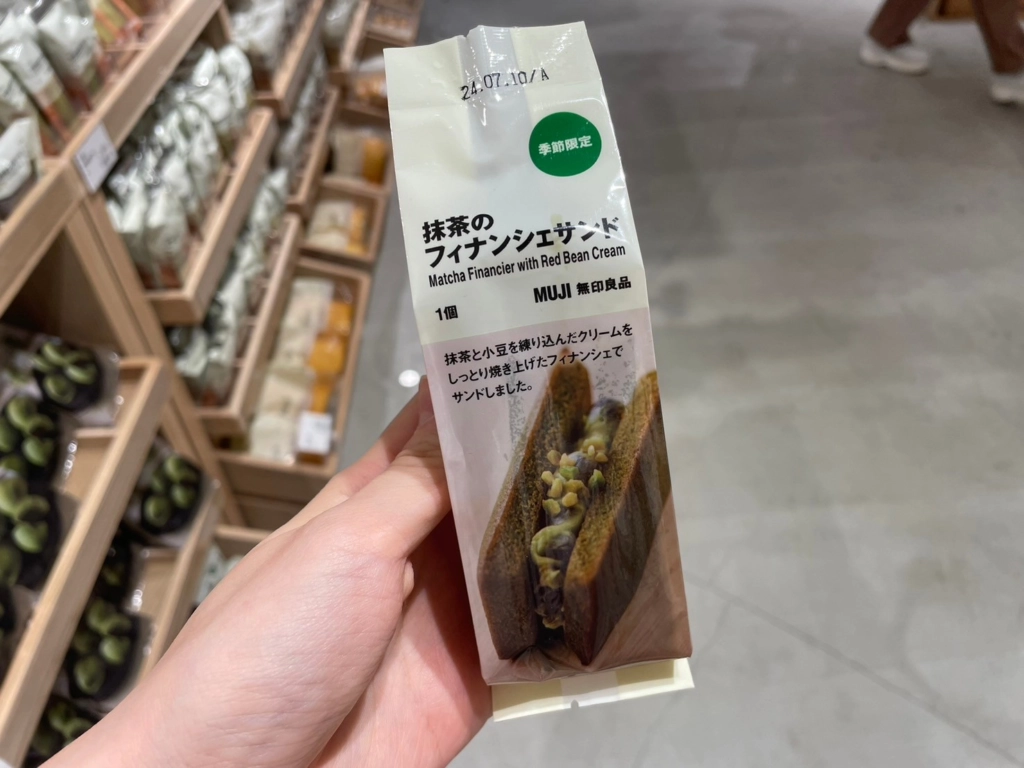 24.07.10/A
季節限定
抹茶の
フィナンシェサンド
Matcha Financier with Red Bean Cream
1個
MUJI 無印良品
抹茶と小豆を練り込んだクリームを
しっとり焼き上げたフィナンシェで
サンドしました。